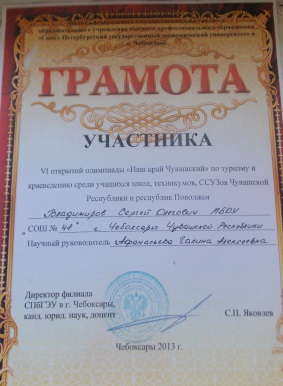 образовательного учреждения высшего профессионального образования
«Санкт-Петербургский государственный экономический университет» в
г. Чебоксары.
ГРАМОТА
УЧАСТНИКА
VI открытой олимпиады «Наш край Чувашский» по туризму и
краеведению среди учащихся школ, техникумов, ССУЗов Чувашской
Республики и республик Поволжья
Владимиров Сергей Олегович МБОУ
„СОШ № 48" г. Чебоксары Чувашской Республики
Научный руководитель Афанасьева Галина Алексеевна
Директор филиала
СПбГЭУ в г. Чебоксары,
канд. юрид. наук, доцент
С.П. Яковлев
Чебоксары 2013 г.